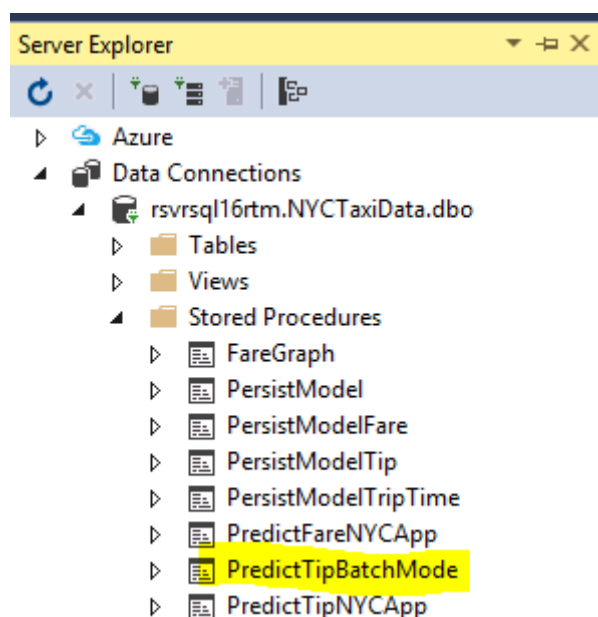 Server Explorer
Azure
Data Connections
rsvrsql16rtm.NYCTaxiData.dbo
Tables
Views
Stored Procedures
FareGraph
PersistModel
PersistModelFare
PersistModelTip
PersistModelTripTime
PredictFareNYCApp
PredictTipBatchMode
PredictTipNYCApp